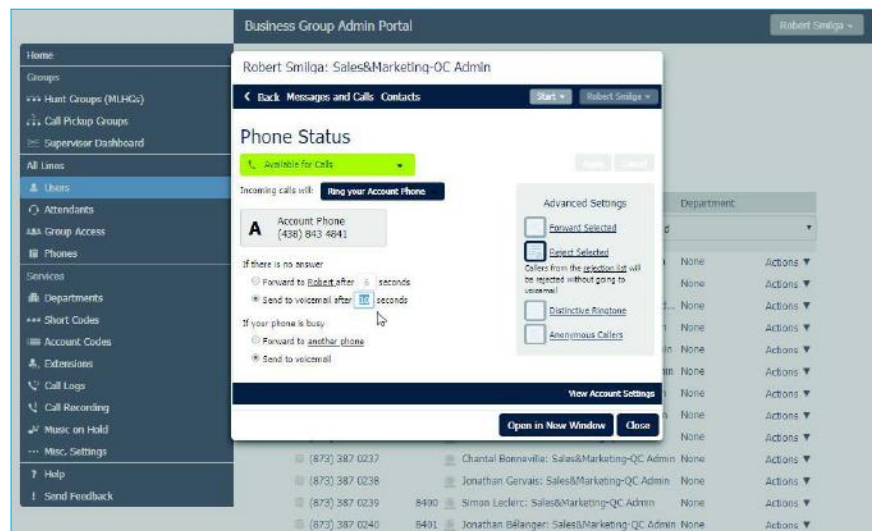 Business Group Admin Portal
Robert Smilga
Home
Groups
Hunt Groups (MLHGs)
Call Pickup Groups
Supervisor Dashboard
All Lines
Users
Attendants
Group Access
Phones
Services
Departments
Short Codes
Account Codes
Extensions
Call Logs
Call Recording
Music on Hold
Misc. Settings
? Help
! Send Feedback
Robert Smilga: Sales&Marketing-QC Admin
Back Messages and Calls Contacts
Start Robert Smilga
Phone Status
Available for Calls
Apply Cancel
Incoming calls will: Ring your Account Phone
A Account Phone
(438) 843 4841
If there is no answer
Forward to Robert after seconds
Send to voicemail after seconds
If your phone is busy
Forward to another phone
Send to voicemail
Advanced Settings
Forward Selected
Reject Selected
Callers from the rejection list will
be rejected without going to
voicemail
Distinctive Ringtone
Anonymous Callers
View Account Settings
Open in New Window Close
Department
None Actions ▼
None Actions ▼
None Actions ▼
None Actions ▼
None Actions ▼
None Actions ▼
None Actions ▼
None Actions ▼
None Actions ▼
(873) 387 0237 Chantal Bonneville: Sales&Marketing-QC Admin None Actions ▼
(873) 387 0238 Jonathan Gervais: Sales&Marketing-QC Admin None Actions ▼
(873) 387 0239 8400 Simon Leclerc: Sales&Marketing-QC Admin None Actions ▼
(873) 387 0240 8401 Jonathan Bélanger: Sales&Marketing-QC Admin None Actions ▼